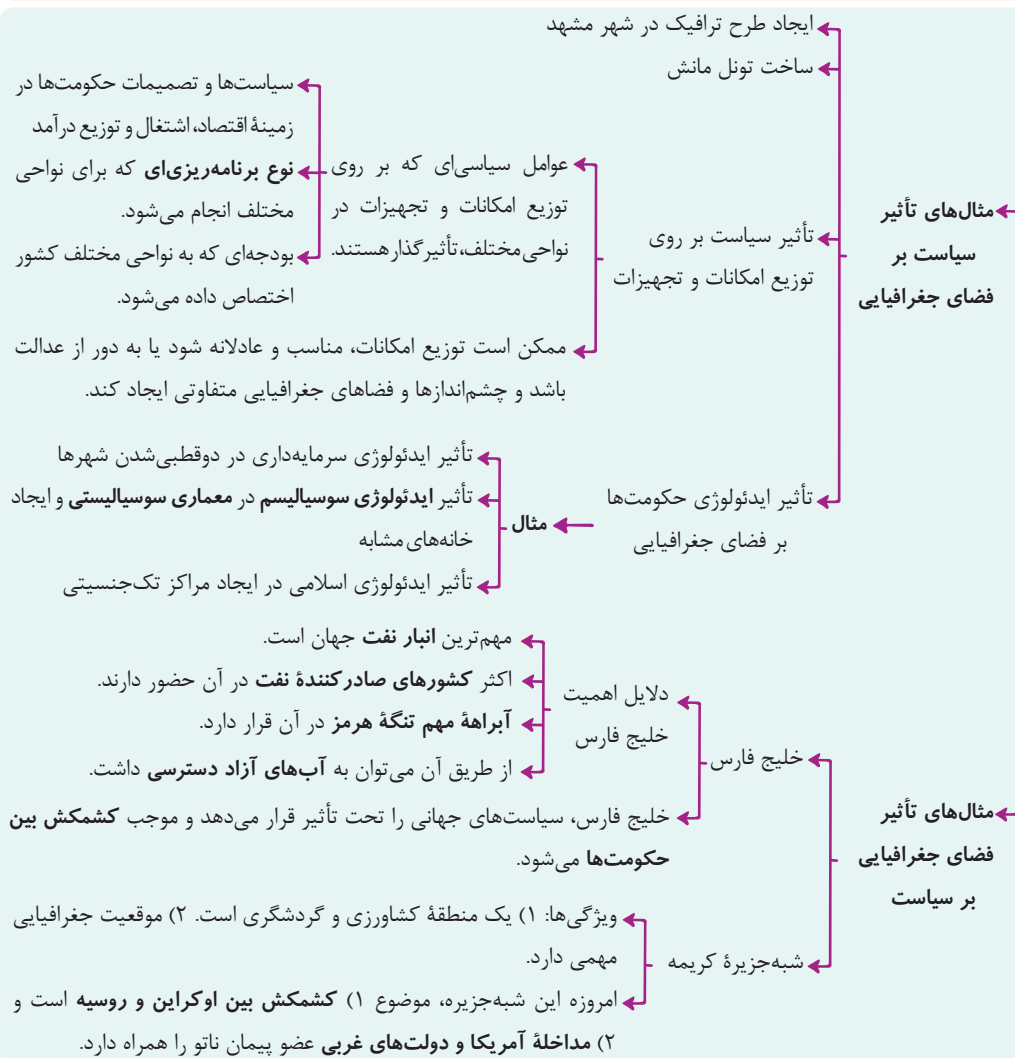 مثال‌های تأثیر
سیاست بر
فضای جغرافیایی
ایجاد طرح ترافیک در شهر مشهد
ساخت تونل مانش
تأثیر سیاست بر روی
توزیع امکانات و تجهیزات
عوامل سیاسی‌ای که بر روی
توزیع امکانات و تجهیزات در
نواحی مختلف، تأثیرگذار هستند.
سیاست‌ها و تصمیمات حکومت‌ها در
زمینهٔ اقتصاد، اشتغال و توزیع درآمد
نوع برنامه‌ریزی‌ای که برای نواحی
مختلف انجام می‌شود.
بودجه‌ای که به نواحی مختلف کشور
اختصاص داده می‌شود.
ممکن است توزیع امکانات، مناسب و عادلانه شود یا به دور از عدالت
باشد و چشم‌اندازها و فضاهای جغرافیایی متفاوتی ایجاد کند.
تأثیر ایدئولوژی حکومت‌ها
بر فضای جغرافیایی
مثال
تأثیر ایدئولوژی سرمایه‌داری در دوقطبی‌شدن شهرها
تأثیر ایدئولوژی سوسیالیسم در معماری سوسیالیستی و ایجاد
خانه‌های مشابه
تأثیر ایدئولوژی اسلامی در ایجاد مراکز تک‌جنسیتی
مثال‌های تأثیر
فضای جغرافیایی
بر سیاست
خلیج فارس
دلایل اهمیت
خلیج فارس
مهم‌ترین انبار نفت جهان است.
اکثر کشورهای صادرکنندهٔ نفت در آن حضور دارند.
آبراههٔ مهم تنگهٔ هرمز در آن قرار دارد.
از طریق آن می‌توان به آب‌های آزاد دسترسی داشت.
خلیج فارس، سیاست‌های جهانی را تحت تأثیر قرار می‌دهد و موجب کشمکش بین
حکومت‌ها می‌شود.
شبه‌جزیرهٔ کریمه
ویژگی‌ها: ۱) یک منطقهٔ کشاورزی و گردشگری است. ۲) موقعیت جغرافیایی
مهمی دارد.
امروزه این شبه‌جزیره، موضوع ۱) کشمکش بین اوکراین و روسیه است و
۲) مداخلهٔ آمریکا و دولت‌های غربی عضو پیمان ناتو را همراه دارد.